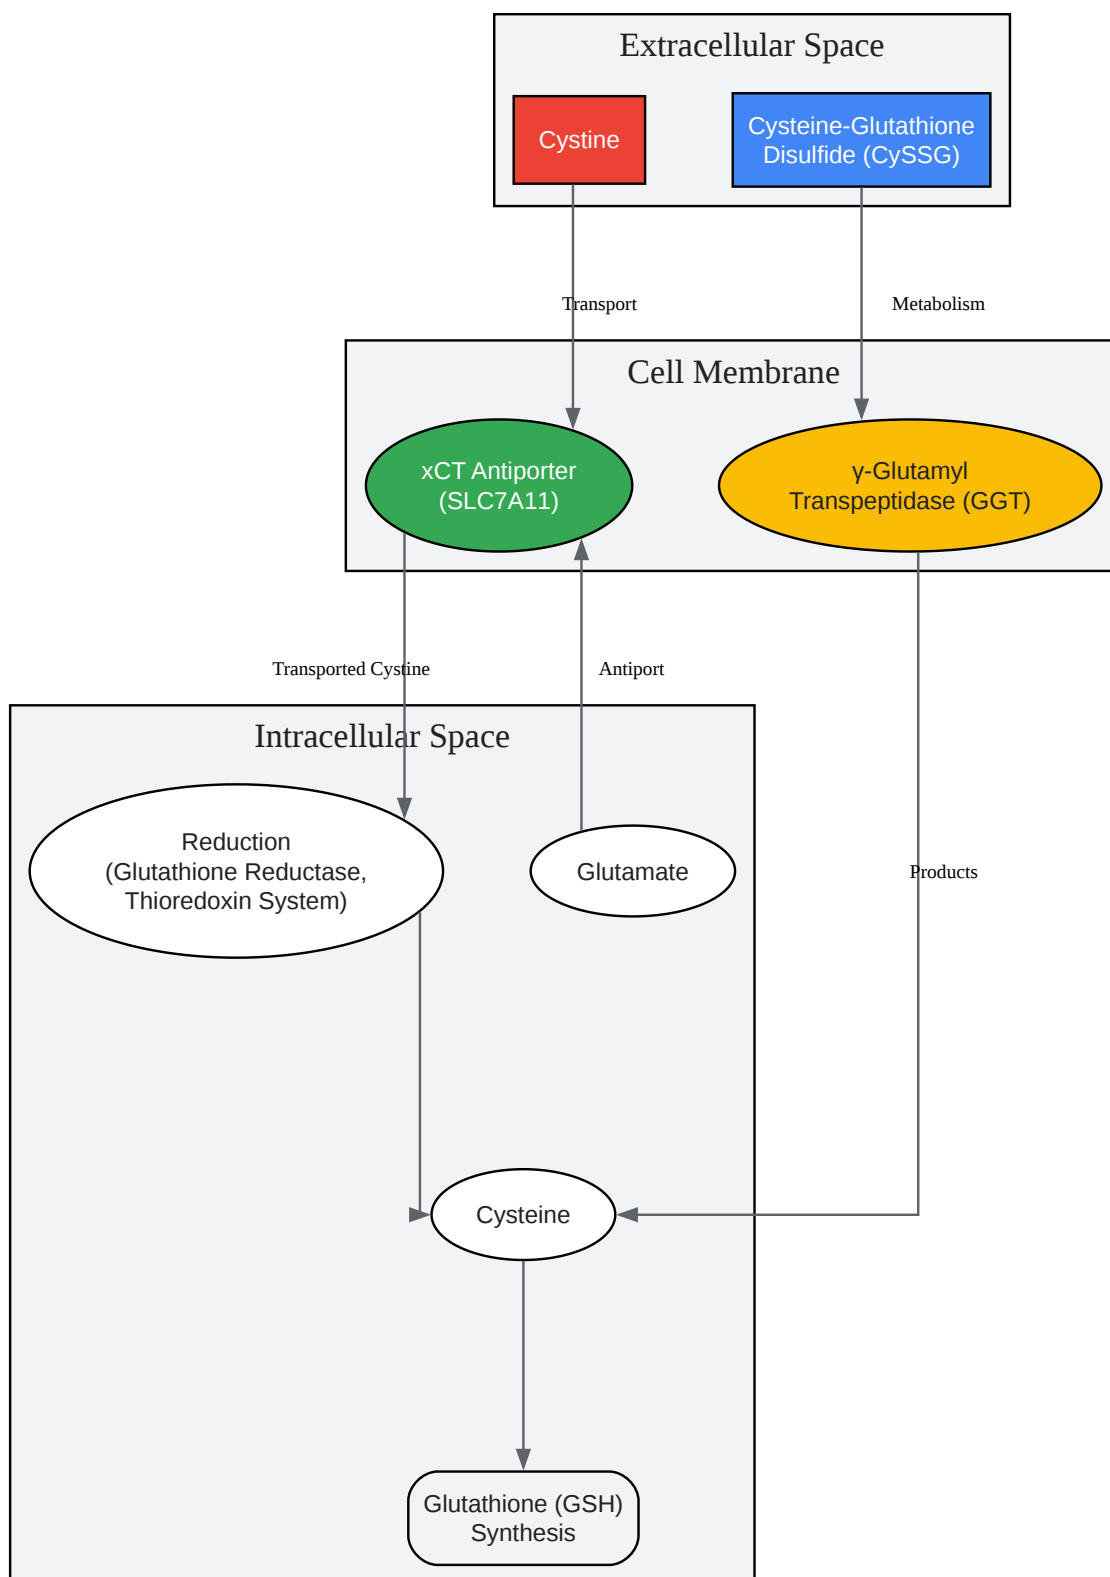 Extracellular Space
Cystine
Cysteine-Glutathione
Disulfide (CySSG)
Transport
Metabolism
Cell Membrane
xCT Antiporter
(SLC7A11)
γ-Glutamyl
Transpeptidase (GGT)
Transported Cystine
Antiport
Intracellular Space
Reduction
(Glutathione Reductase,
Thioredoxin System)
Glutamate
Products
Cysteine
Glutathione (GSH)
Synthesis